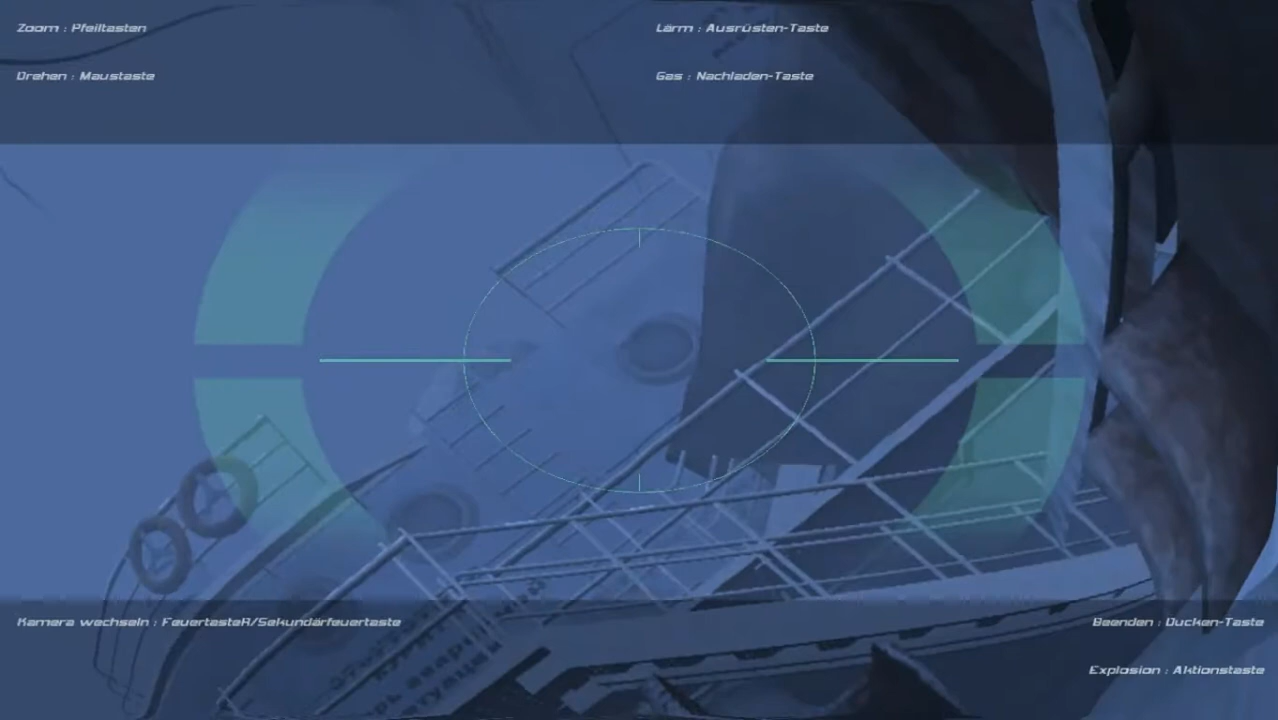 Zoom : Pfeiltasten
Lärm : Ausrüsten-Taste
Drehen : Maustaste
Gas : Nachladen-Taste
Kamera wechseln : FeuertasteR/Sekundärfeuertaste
Beenden : Ducken-Taste
Explosion : Aktionstaste